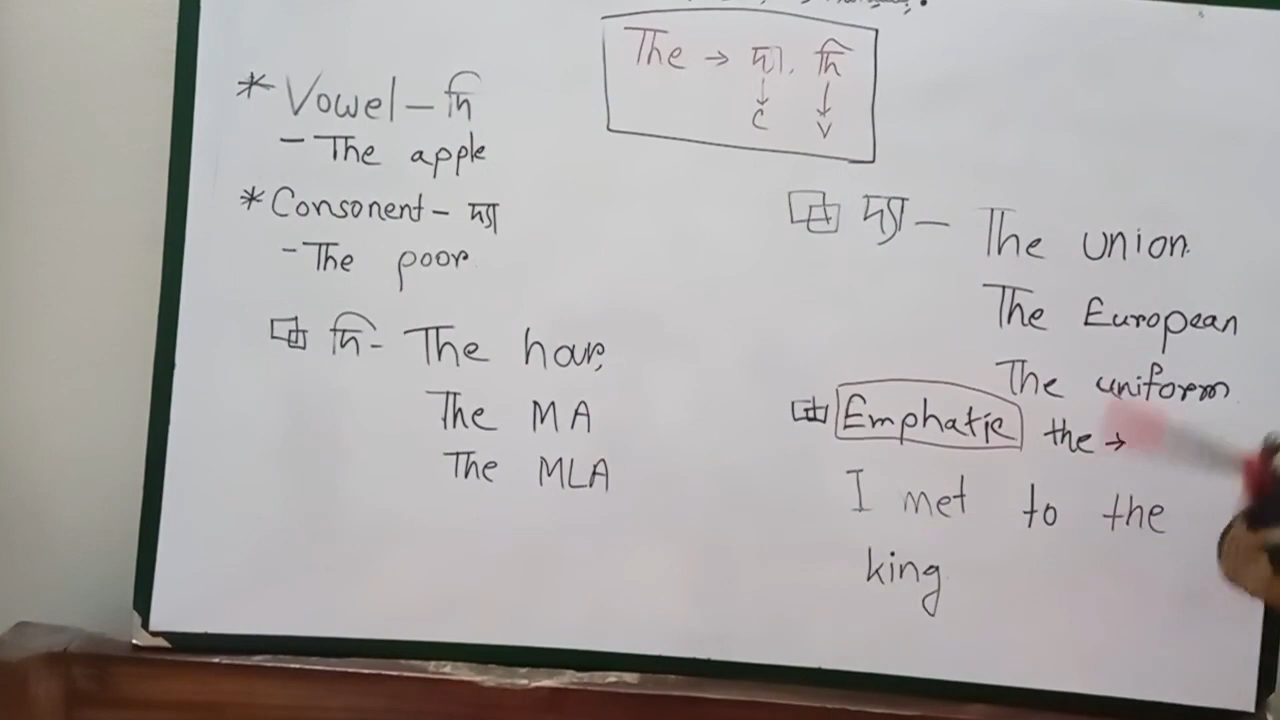 The → দ্যা, দি
↓ ↓
C V
* Vowel – দি
– The apple
* Consonent – দ্যা
– The poor
দি – The hour,
The MA
The MLA
দ্যা – The union
The European
The uniform
Emphatic the →
I met to the
king